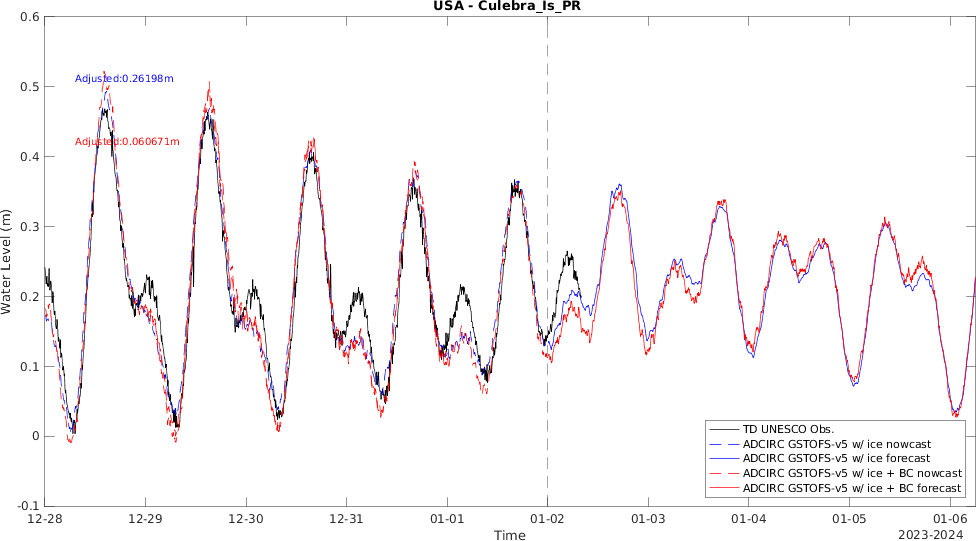 USA - Culebra_Is_PR
0.6
0.5
0.4
0.3
0.2
0.1
0
-0.1
Water Level (m)
Adjusted:0.26198m
Adjusted:0.060671m
TD UNESCO Obs.
ADCIRC GSTOFS-v5 w/ ice nowcast
ADCIRC GSTOFS-v5 w/ ice forecast
ADCIRC GSTOFS-v5 w/ ice + BC nowcast
ADCIRC GSTOFS-v5 w/ ice + BC forecast
12-28 12-29 12-30 12-31 01-01 01-02 01-03 01-04 01-05 01-06
Time
2023-2024